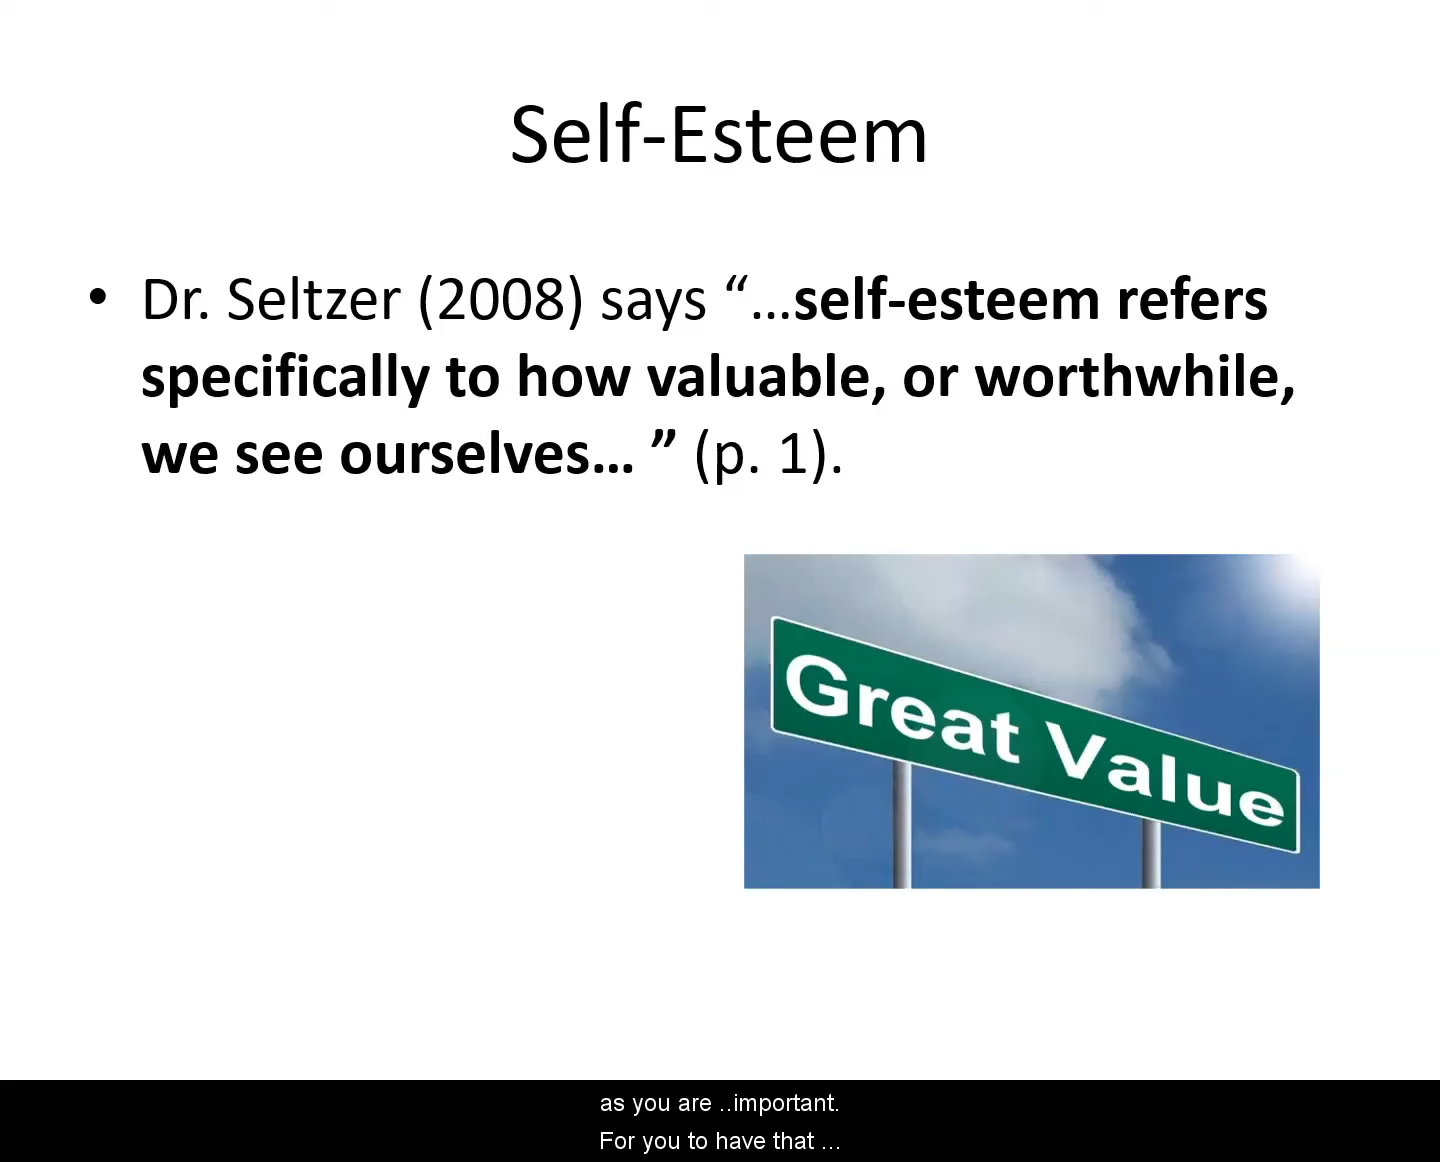 Self-Esteem
• Dr. Seltzer (2008) says “…self-esteem refers
specifically to how valuable, or worthwhile,
we see ourselves… ” (p. 1).
Great Value
as you are ..important.
For you to have that ...